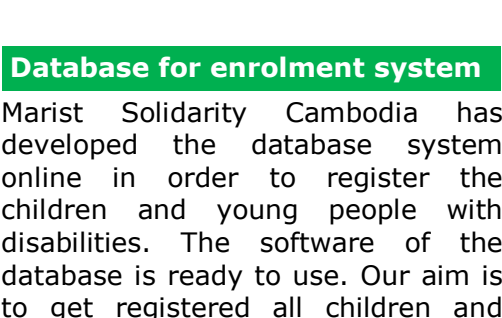 Database for enrolment system
Marist Solidarity Cambodia has
developed the database system
online in order to register the
children and young people with
disabilities. The software of the
database is ready to use. Our aim is
to get registered all children and